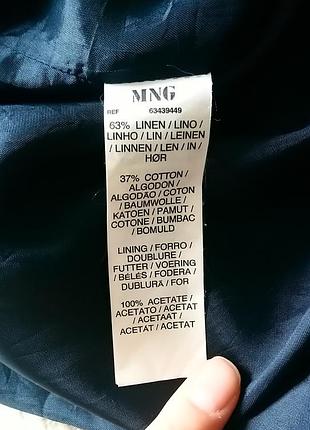 MNG
REF 63439449
63% LINEN / LINO /
LINHO / LIN / LEINEN
/ LINNEN / LEN / IN /
HØR
37% COTTON /
ALGODON /
ALGODÃO / COTON
/ BAUMWOLLE /
KATOEN / PAMUT /
COTONE / BUMBAC
/ BOMULD
LINING / FORRO /
DOUBLURE /
FUTTER / VOERING
/ BÉLÉS / FODERA /
DUBLURĂ / FOR
100% ACETATE /
ACETATO / ACETAT
/ ACETAAT /
ACETAT / ACETAT